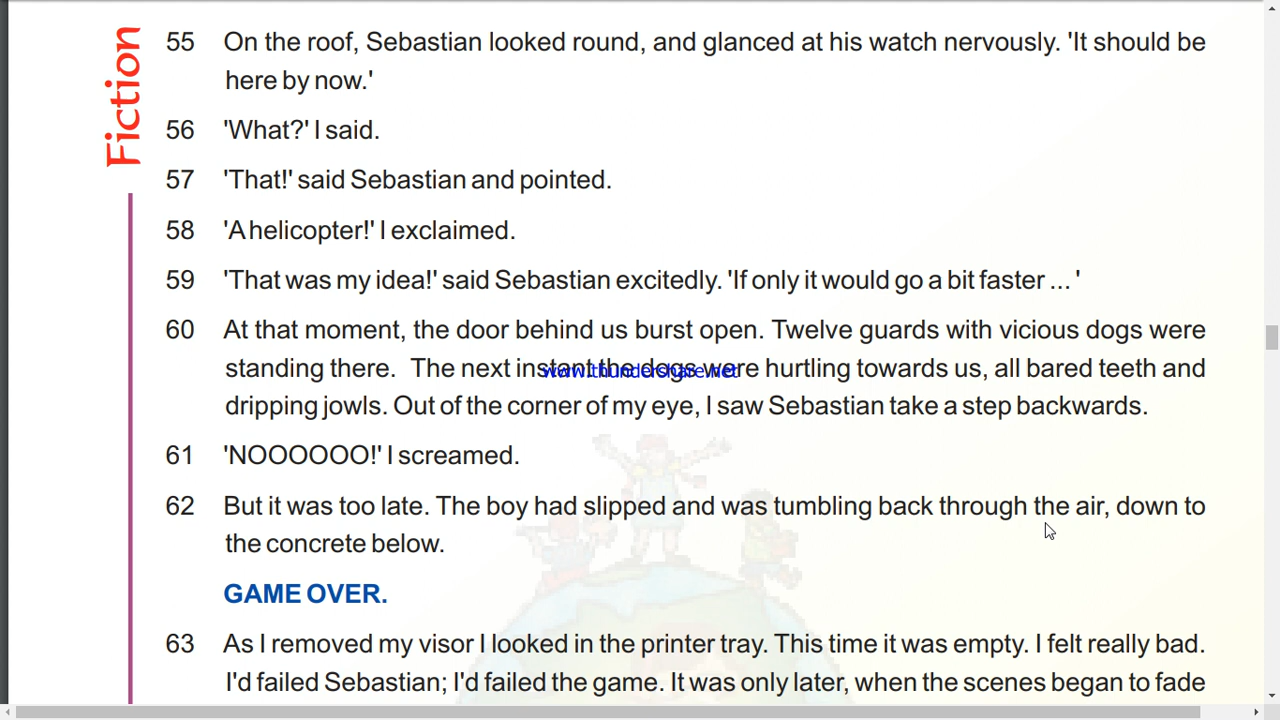 Fiction
55 On the roof, Sebastian looked round, and glanced at his watch nervously. 'It should be
here by now.'
56 'What?' I said.
57 'That!' said Sebastian and pointed.
58 'A helicopter!' I exclaimed.
59 'That was my idea!' said Sebastian excitedly. 'If only it would go a bit faster ... '
60 At that moment, the door behind us burst open. Twelve guards with vicious dogs were
standing there. The next instant the dogs were hurtling towards us, all bared teeth and
www.thundershare.net
dripping jowls. Out of the corner of my eye, I saw Sebastian take a step backwards.
61 'NOOOOOO!' I screamed.
62 But it was too late. The boy had slipped and was tumbling back through the air, down to
the concrete below.
GAME OVER.
63 As I removed my visor I looked in the printer tray. This time it was empty. I felt really bad.
I'd failed Sebastian; I'd failed the game. It was only later, when the scenes began to fade